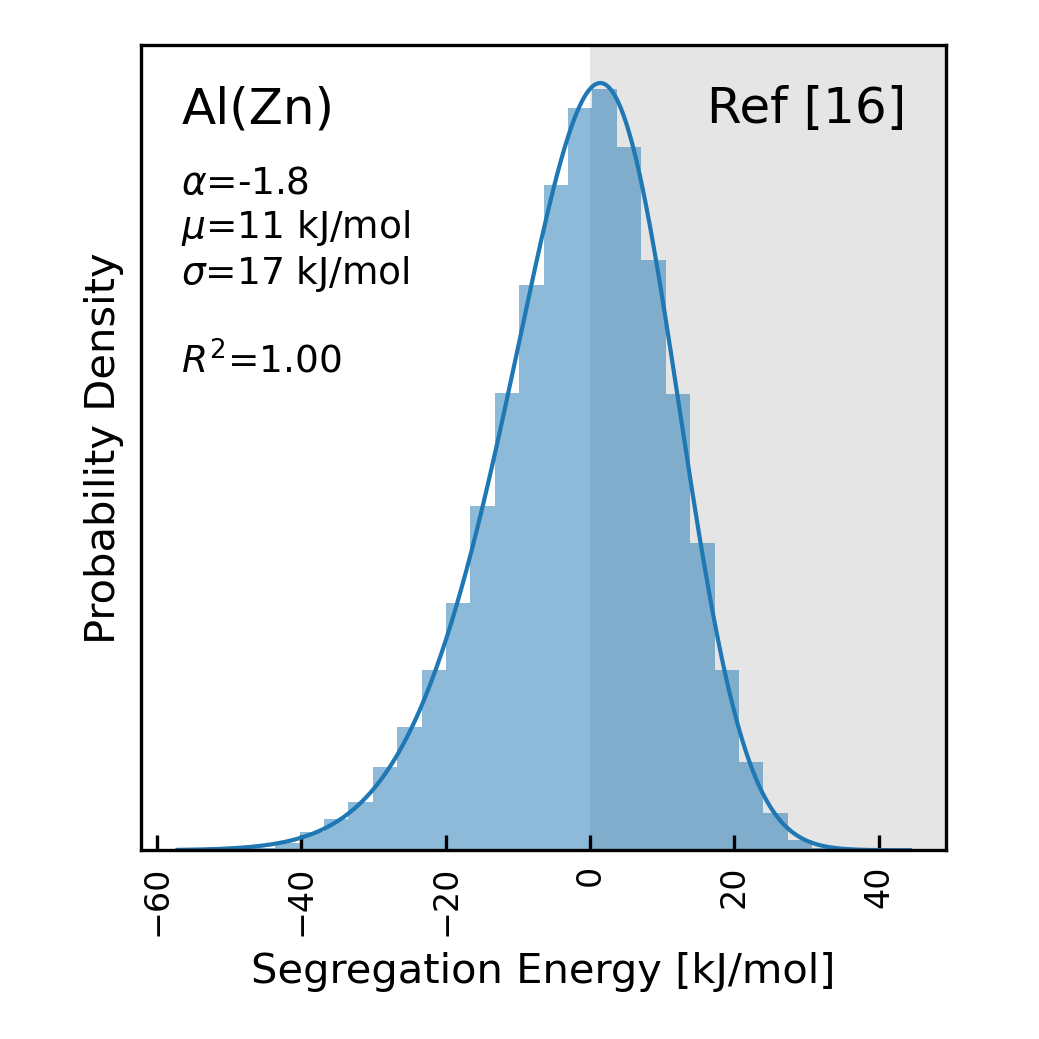 Al(Zn)
Ref [16]
α=-1.8
μ=11 kJ/mol
σ=17 kJ/mol
R²=1.00
Probability Density
−60
−40
−20
0
20
40
Segregation Energy [kJ/mol]